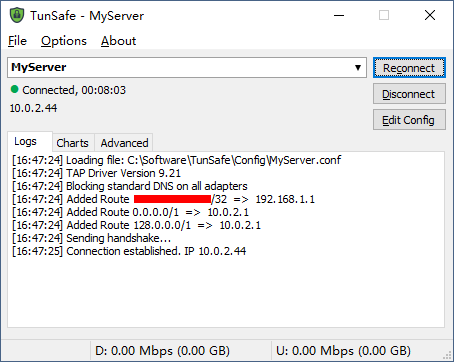 TunSafe - MyServer
File Options About
MyServer
Reconnect
Connected, 00:08:03
10.0.2.44
Disconnect
Edit Config
Logs Charts Advanced
[16:47:24] Loading file: C:\Software\TunSafe\Config\MyServer.conf
[16:47:24] TAP Driver Version 9.21
[16:47:24] Blocking standard DNS on all adapters
[16:47:24] Added Route /32 => 192.168.1.1
[16:47:24] Added Route 0.0.0.0/1 => 10.0.2.1
[16:47:24] Added Route 128.0.0.0/1 => 10.0.2.1
[16:47:24] Sending handshake...
[16:47:25] Connection established. IP 10.0.2.44
D: 0.00 Mbps (0.00 GB) U: 0.00 Mbps (0.00 GB)